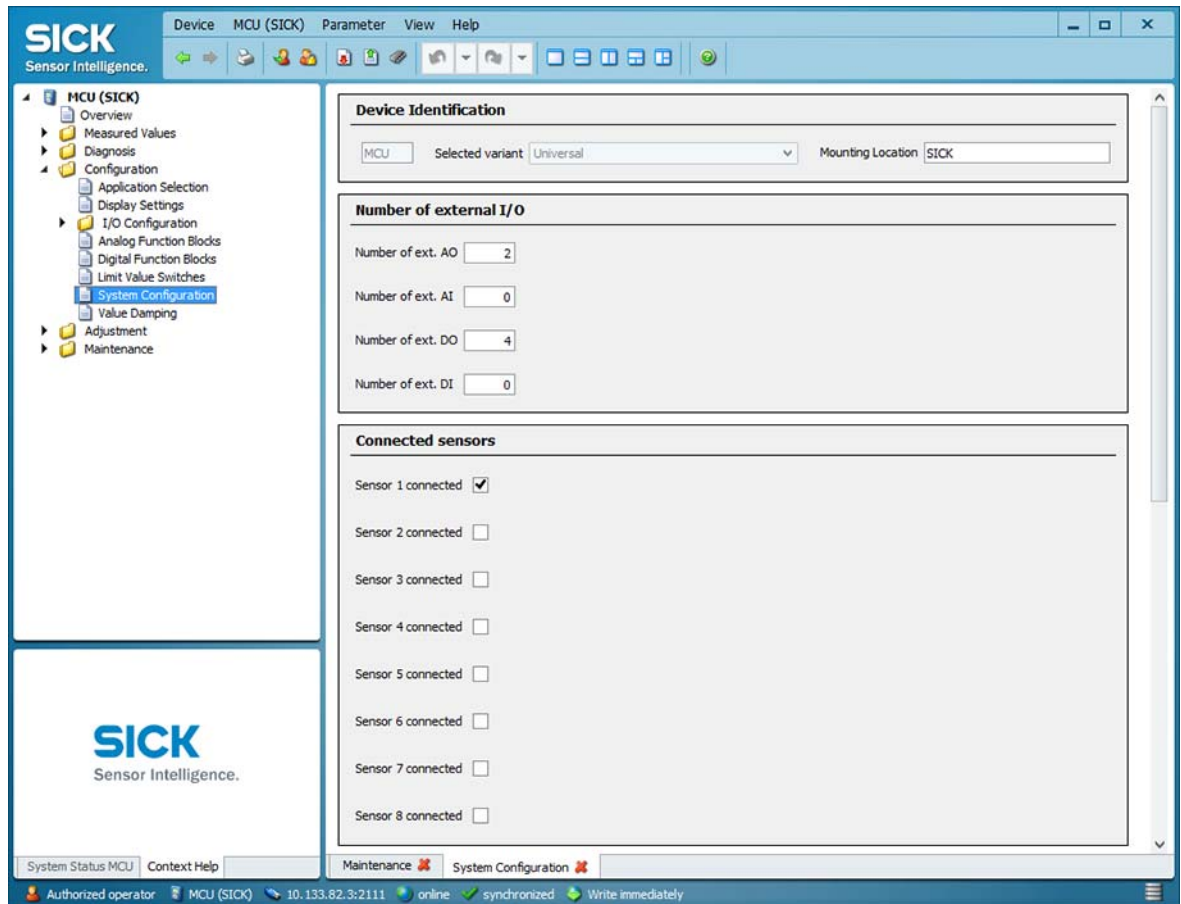 SICK
Sensor Intelligence.
Device MCU (SICK) Parameter View Help
MCU (SICK)
Overview
Measured Values
Diagnosis
Configuration
Application Selection
Display Settings
I/O Configuration
Analog Function Blocks
Digital Function Blocks
Limit Value Switches
System Configuration
Value Damping
Adjustment
Maintenance
SICK
Sensor Intelligence.
System Status MCU Context Help
Device Identification
MCU Selected variant Universal Mounting Location SICK
Number of external I/O
Number of ext. AO 2
Number of ext. AI 0
Number of ext. DO 4
Number of ext. DI 0
Connected sensors
Sensor 1 connected
Sensor 2 connected
Sensor 3 connected
Sensor 4 connected
Sensor 5 connected
Sensor 6 connected
Sensor 7 connected
Sensor 8 connected
Maintenance System Configuration
Authorized operator MCU (SICK) 10.133.82.3:2111 online synchronized Write immediately